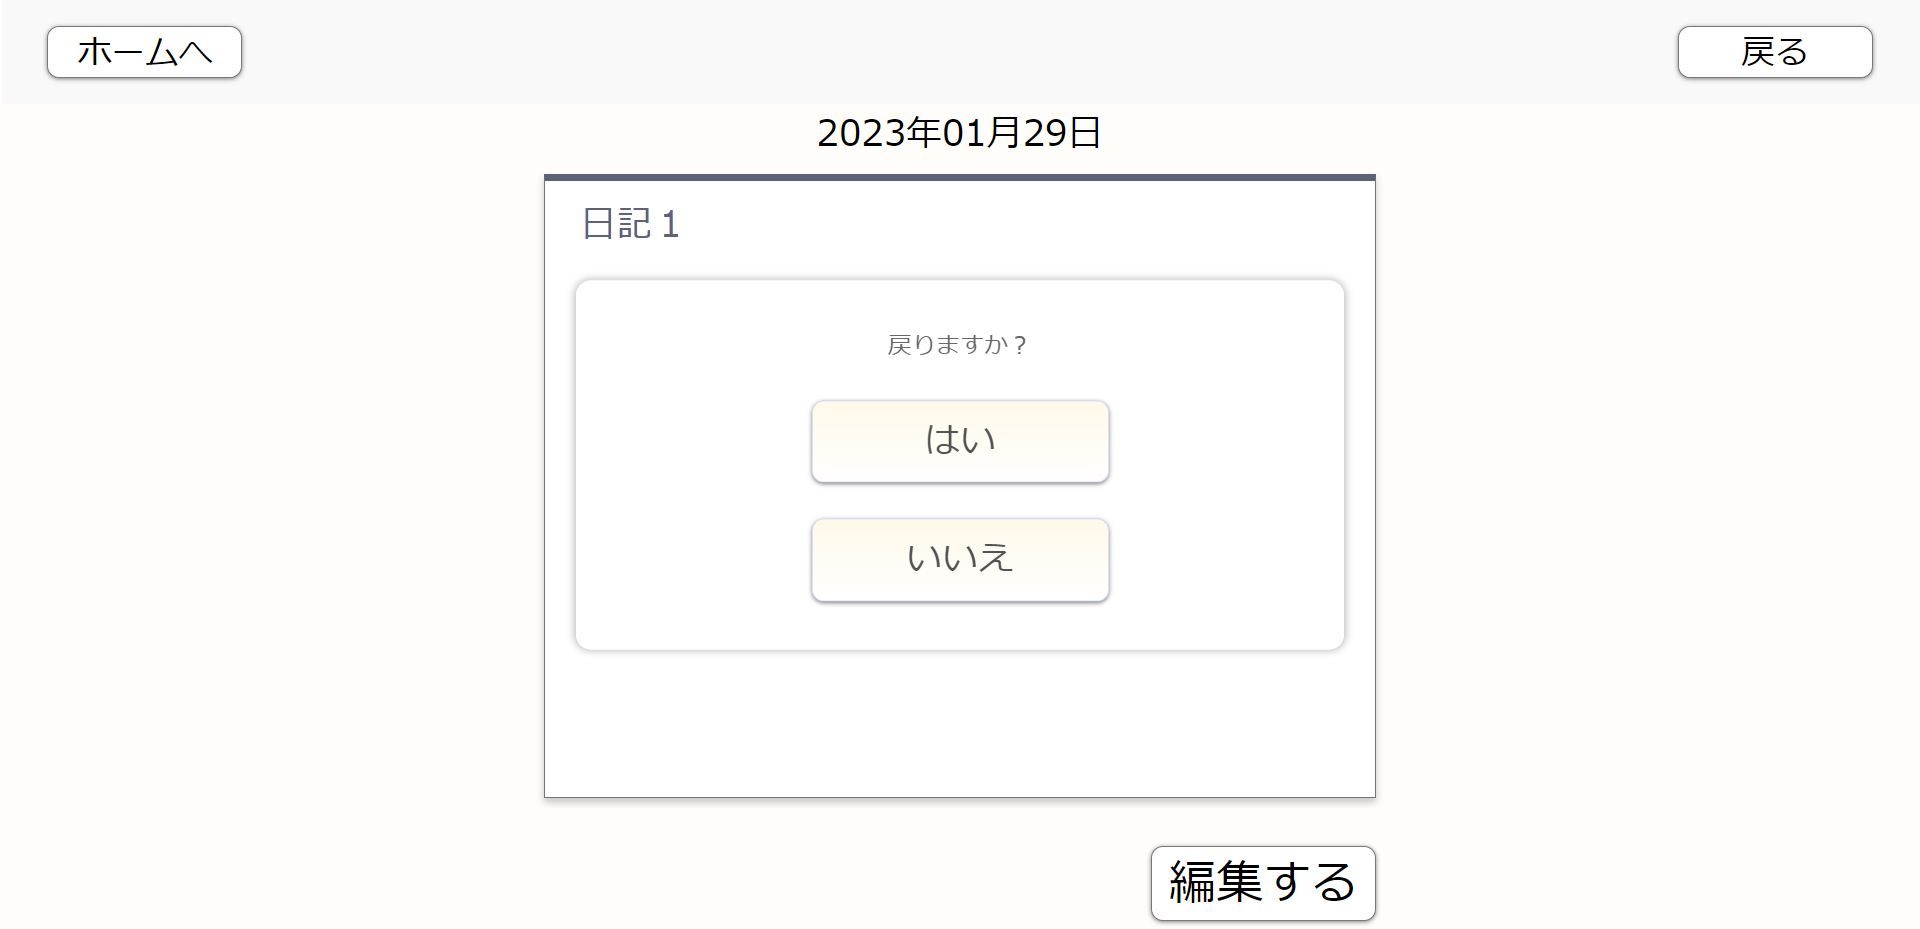 ホームへ
戻る
2023年01月29日
日記１
戻りますか？
はい
いいえ
編集する